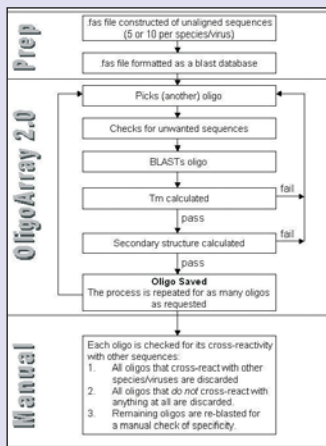 Prep
.fas file constructed of unaligned sequences
(5 or 10 per species/virus)
.fas file formatted as a blast database
OligoArray 2.0
Picks (another) oligo
Checks for unwanted sequences
BLASTs oligo
Tm calculated
fail
pass
Secondary structure calculated
fail
pass
Oligo Saved
The process is repeated for as many oligos
as requested
Manual
Each oligo is checked for its cross-reactivity
with other sequences:
1. All oligos that cross-react with other
species/viruses are discarded
2. All oligos that do not cross-react with
anything at all are discarded.
3. Remaining oligos are re-blasted for
a manual check of specificity.